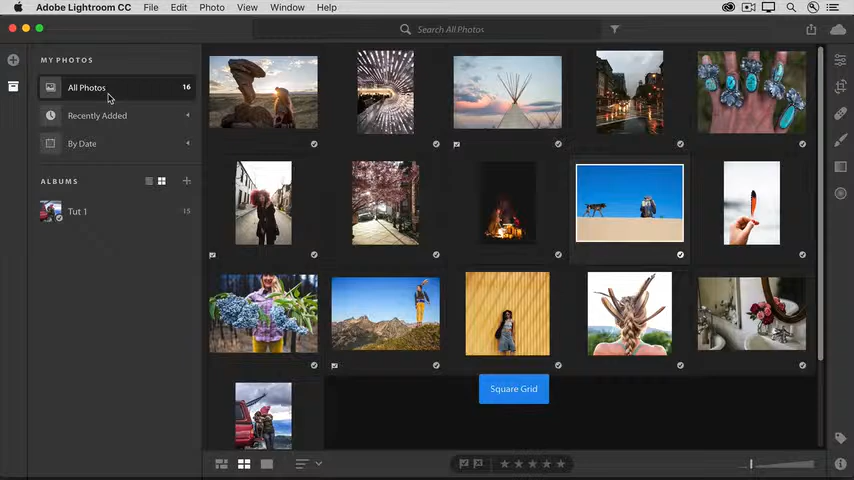 Adobe Lightroom CC File Edit Photo View Window Help
Search All Photos
MY PHOTOS
All Photos 16
Recently Added
By Date
ALBUMS
Tut 1 15
Square Grid